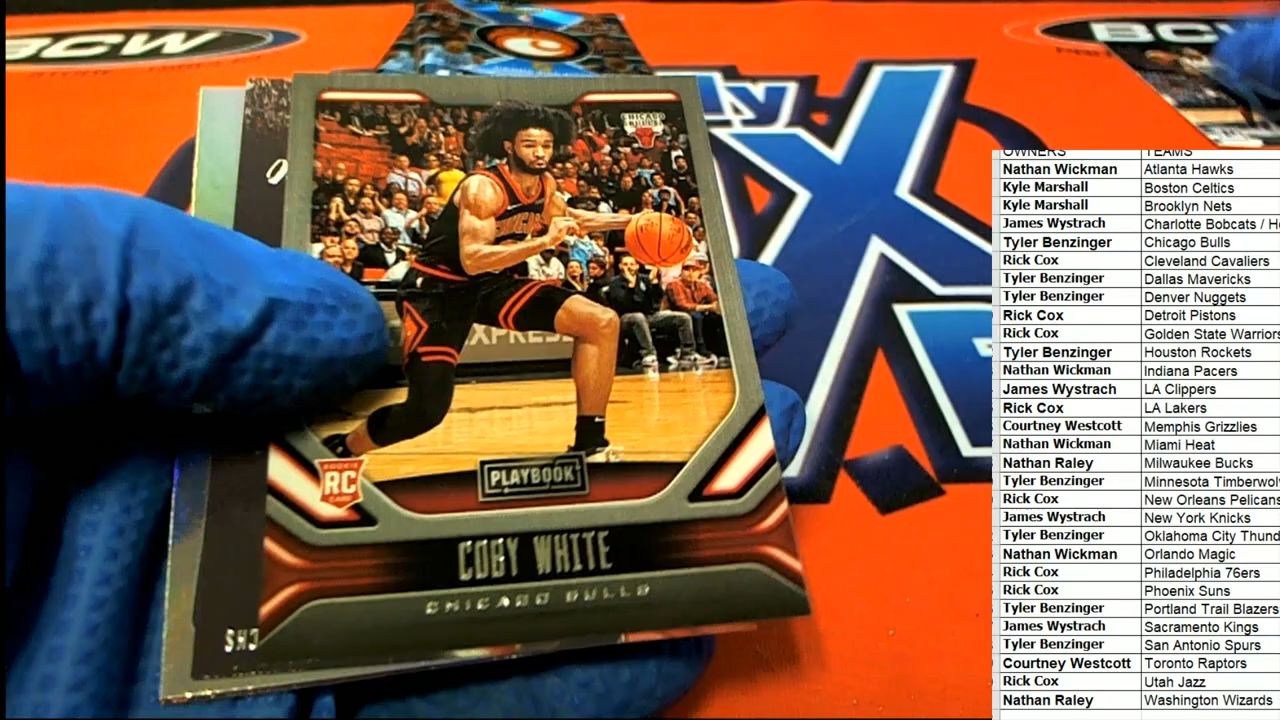 BCW
BCW
CHICAGO
BULLS
CHICAGO
XPRES
ROOKIE
RC
CARD
PLAYBOOK
COBY WHITE
CHICAGO BULLS
OWNERS TEAMS
Nathan Wickman Atlanta Hawks
Kyle Marshall Boston Celtics
Kyle Marshall Brooklyn Nets
James Wystrach Charlotte Bobcats / H
Tyler Benzinger Chicago Bulls
Rick Cox Cleveland Cavaliers
Tyler Benzinger Dallas Mavericks
Tyler Benzinger Denver Nuggets
Rick Cox Detroit Pistons
Rick Cox Golden State Warriors
Tyler Benzinger Houston Rockets
Nathan Wickman Indiana Pacers
James Wystrach LA Clippers
Rick Cox LA Lakers
Courtney Westcott Memphis Grizzlies
Nathan Wickman Miami Heat
Nathan Raley Milwaukee Bucks
Tyler Benzinger Minnesota Timberwol
Rick Cox New Orleans Pelicans
James Wystrach New York Knicks
Tyler Benzinger Oklahoma City Thund
Nathan Wickman Orlando Magic
Rick Cox Philadelphia 76ers
Rick Cox Phoenix Suns
Tyler Benzinger Portland Trail Blazers
James Wystrach Sacramento Kings
Tyler Benzinger San Antonio Spurs
Courtney Westcott Toronto Raptors
Rick Cox Utah Jazz
Nathan Raley Washington Wizards